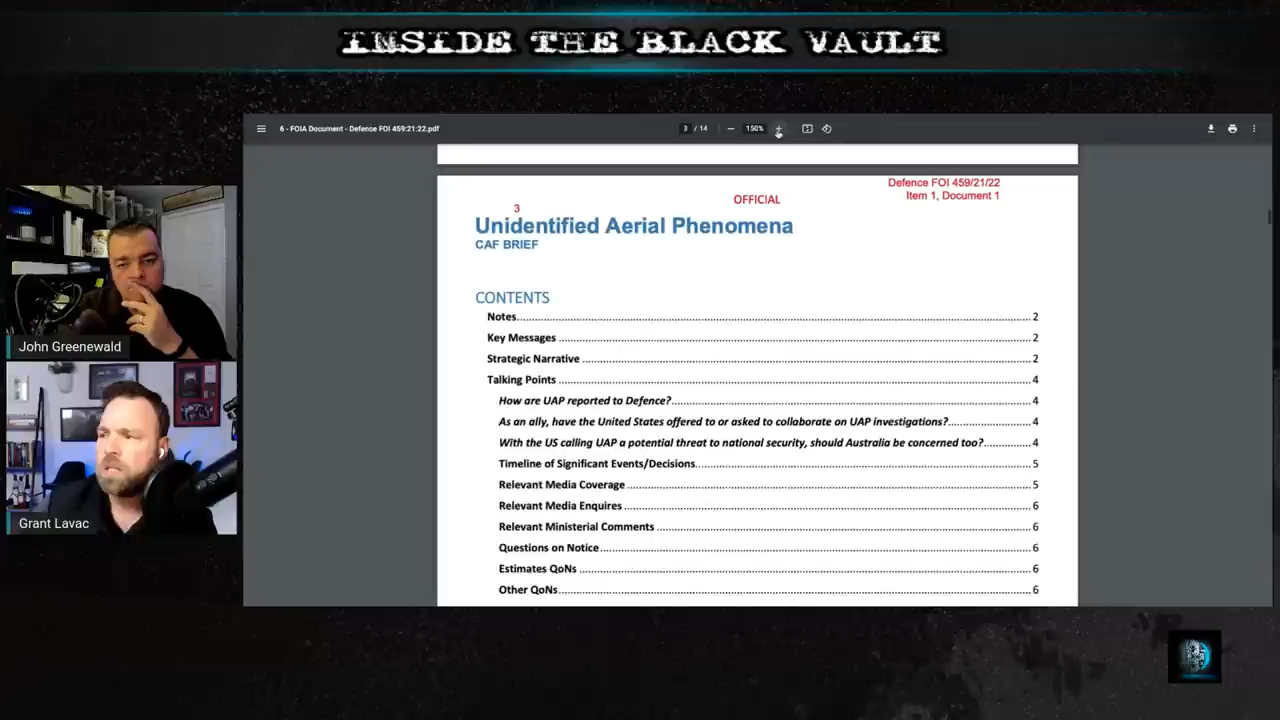 INSIDE THE BLACK VAULT
6 - FOIA Document - Defence FOI 459:21:22.pdf
3 / 14
150%
Defence FOI 459/21/22
Item 1, Document 1
OFFICIAL
3
Unidentified Aerial Phenomena
CAF BRIEF
CONTENTS
Notes 2
Key Messages 2
Strategic Narrative 2
Talking Points 4
How are UAP reported to Defence? 4
As an ally, have the United States offered to or asked to collaborate on UAP investigations? 4
With the US calling UAP a potential threat to national security, should Australia be concerned too? 4
Timeline of Significant Events/Decisions 5
Relevant Media Coverage 5
Relevant Media Enquires 6
Relevant Ministerial Comments 6
Questions on Notice 6
Estimates QoNs 6
Other QoNs 6
John Greenewald
Grant Lavac